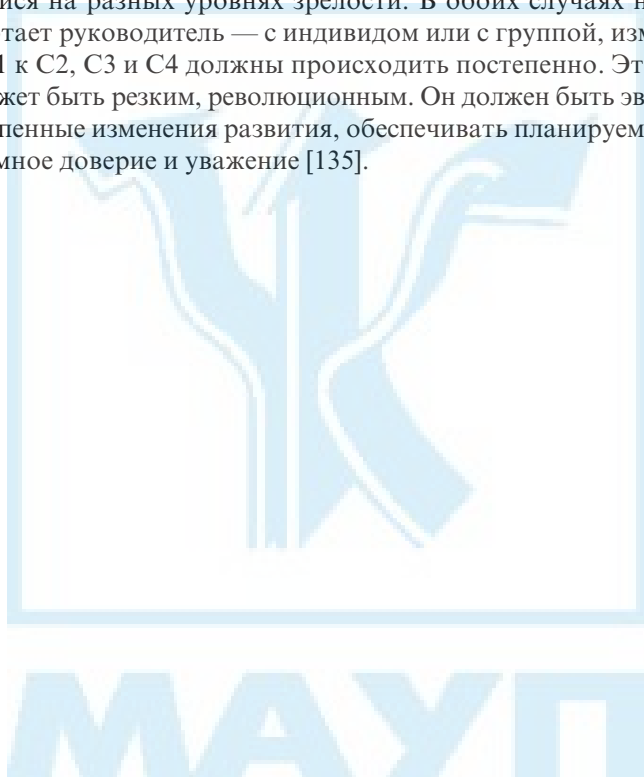 йся на разных уровнях зрелости. В обоих случаях н
тает руководитель — с индивидом или с группой, изм
1 к С2, С3 и С4 должны происходить постепенно. Эт
жет быть резким, революционным. Он должен быть эв
пенные изменения развития, обеспечивать планируем
мное доверие и уважение [135].
МАУП